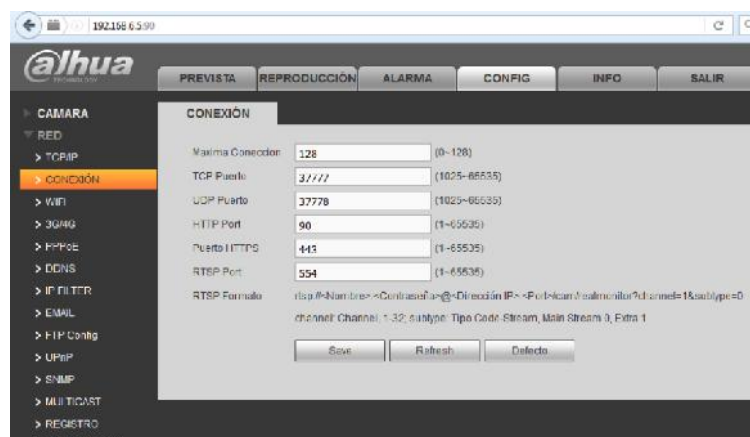 192.168.6.5:90
alhua
TECHNOLOGY
PREVISTA REPRODUCCIÓN ALARMA CONFIG INFO SALIR
CAMARA
RED
> TCP/IP
> CONEXIÓN
> WIFI
> 3G/4G
> PPPoE
> DDNS
> IP FILTER
> EMAIL
> FTP Config
> UPnP
> SNMP
> MULTICAST
> REGISTRO
CONEXIÓN
Maxima Coneccion 128 (0~128)
TCP Puerto 37777 (1025~65535)
UDP Puerto 37778 (1025~65535)
HTTP Port 90 (1~65535)
Puerto HTTPS 443 (1~65535)
RTSP Port 554 (1~65535)
RTSP Formato rtsp://<Nombre>:<Contraseña>@<Dirección IP>:<Port>/cam/realmonitor?channel=1&subtype=0
channel: Channel, 1-32; subtype: Tipo Code-Stream, Main Stream 0, Extra 1
Save Refresh Defecto